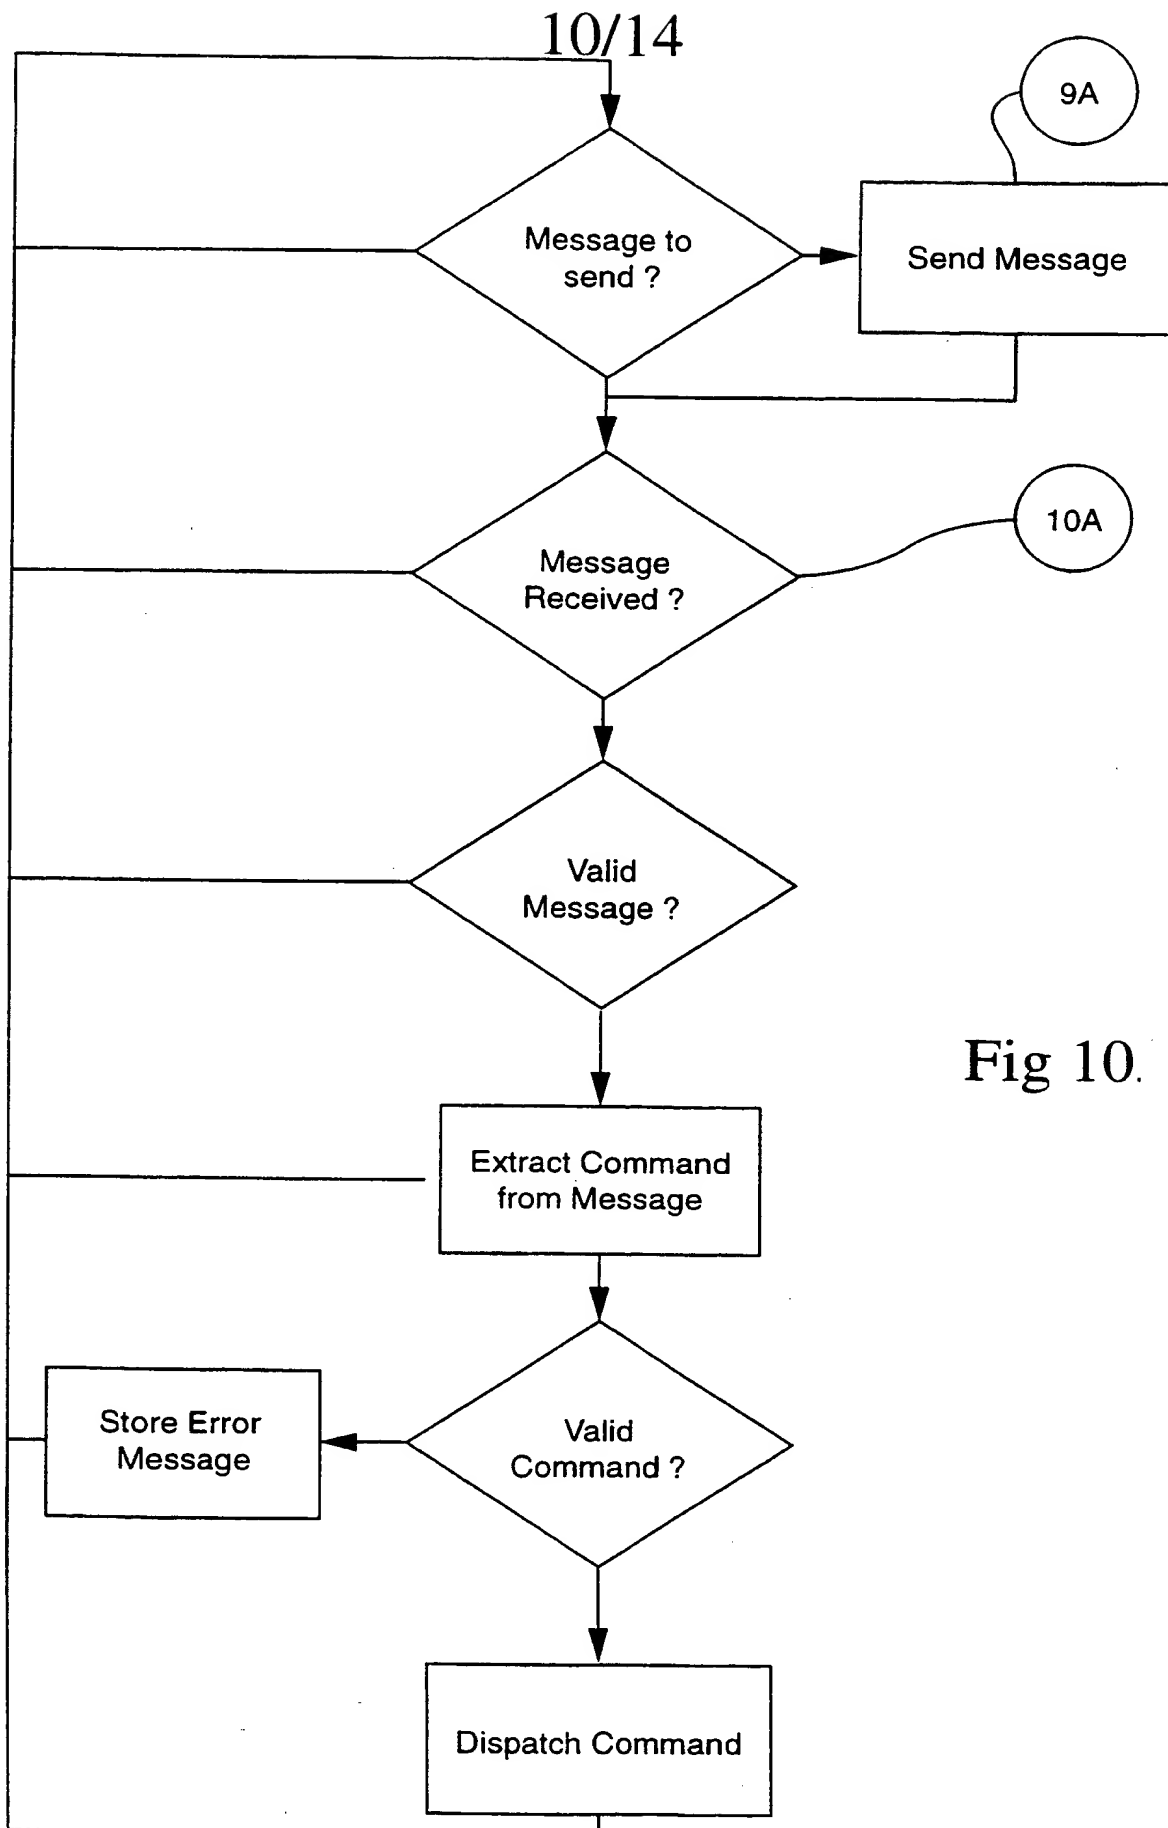 10/14
9A
Message to
send ?
Send Message
Message
Received ?
10A
Valid
Message ?
Fig 10.
Extract Command
from Message
Store Error
Message
Valid
Command ?
Dispatch Command